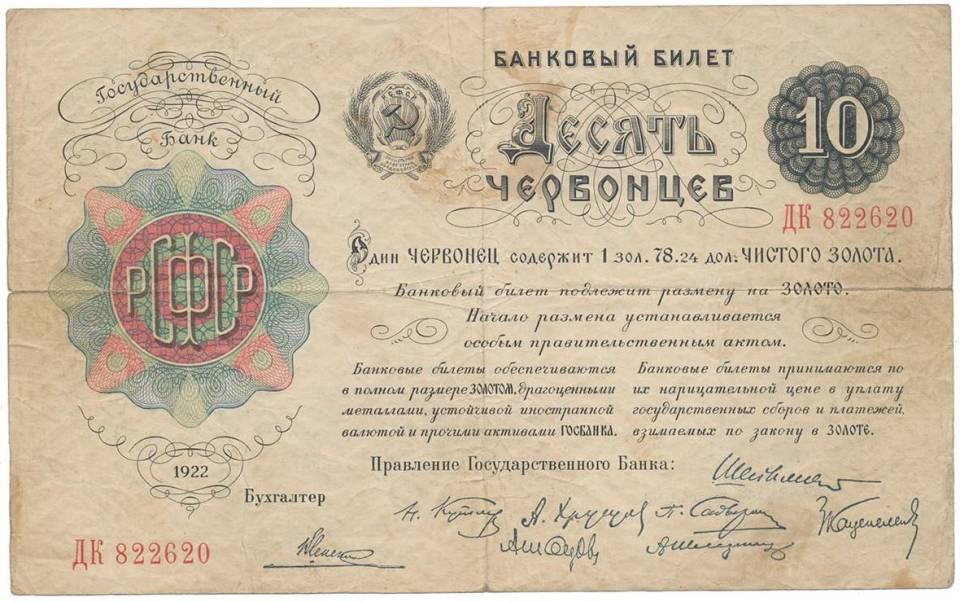 Государственный
Банк
РСФСР
1922
БАНКОВЫЙ БИЛЕТ
ДЕСЯТЬ
ЧЕРВОНЦЕВ
10
ДК 822620
Один ЧЕРВОНЕЦ содержит 1 зол. 78.24 дол. ЧИСТОГО ЗОЛОТА.
Банковый билет подлежит размену на ЗОЛОТО.
Начало размена устанавливается
особым правительственным актом.
Банковые билеты обеспечиваются
в полном размере ЗОЛОТОМ, драгоценными
металлами, устойчивой иностранной
валютой и прочими активами ГОСБАНКА.
Банковые билеты принимаются по
их нарицательной цене в уплату
государственных сборов и платежей,
взимаемых по закону в ЗОЛОТЕ.
Правление Государственного Банка:
Бухгалтер
ДК 822620